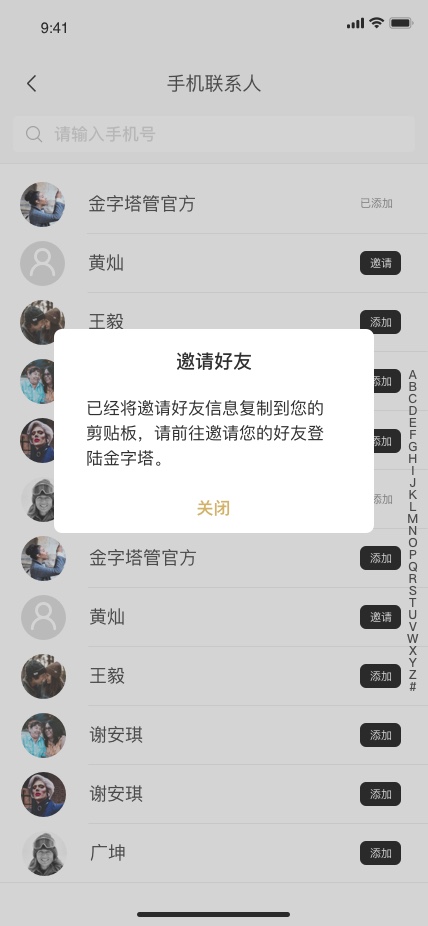 9:41
手机联系人
请输入手机号
金字塔管官方
已添加
黄灿
邀请
王毅
添加
邀请好友
已经将邀请好友信息复制到您的
剪贴板，请前往邀请您的好友登
陆金字塔。
关闭
添加
添加
添加
A
B
C
D
E
F
G
H
I
J
K
L
M
N
O
P
Q
R
S
T
U
V
W
X
Y
Z
#
金字塔管官方
添加
黄灿
邀请
王毅
添加
谢安琪
添加
谢安琪
添加
广坤
添加